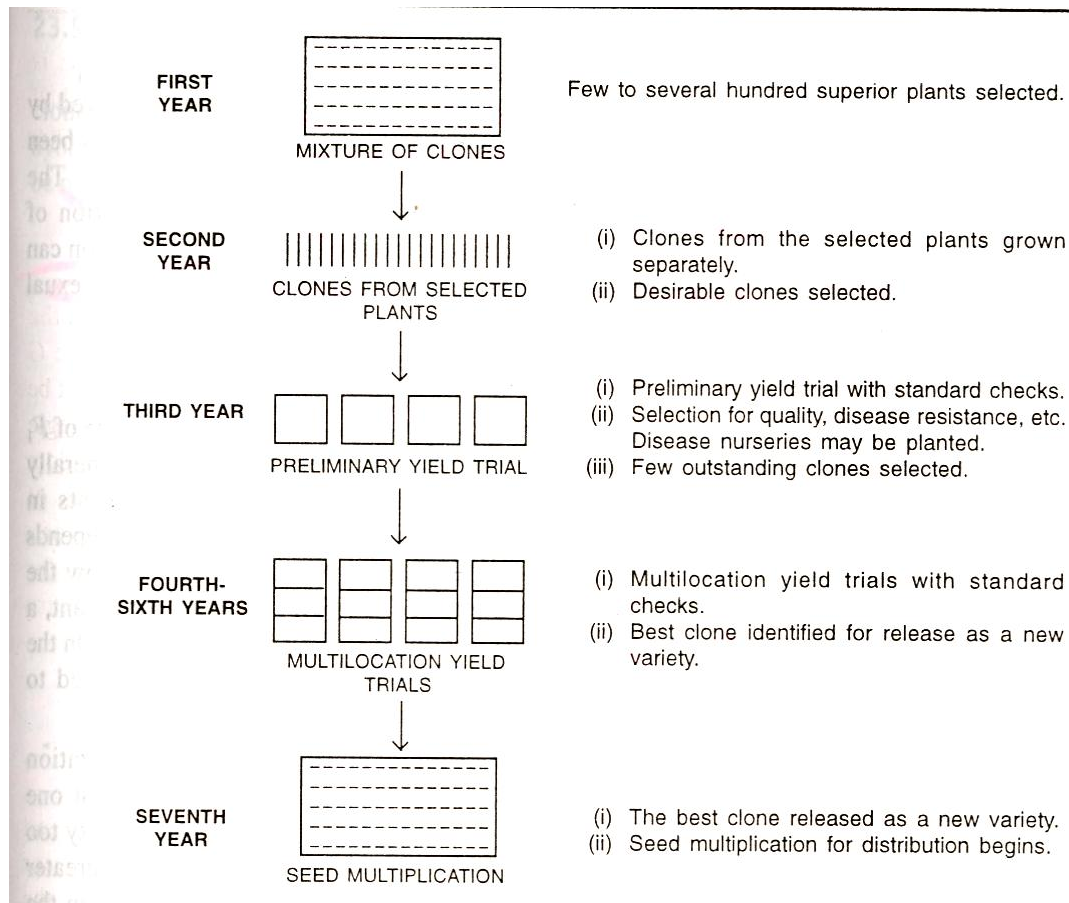 FIRST
YEAR
MIXTURE OF CLONES
Few to several hundred superior plants selected.
SECOND
YEAR
CLONES FROM SELECTED
PLANTS
(i) Clones from the selected plants grown
separately.
(ii) Desirable clones selected.
THIRD YEAR
PRELIMINARY YIELD TRIAL
(i) Preliminary yield trial with standard checks.
(ii) Selection for quality, disease resistance, etc.
Disease nurseries may be planted.
(iii) Few outstanding clones selected.
FOURTH-
SIXTH YEARS
MULTILOCATION YIELD
TRIALS
(i) Multilocation yield trials with standard
checks.
(ii) Best clone identified for release as a new
variety.
SEVENTH
YEAR
SEED MULTIPLICATION
(i) The best clone released as a new variety.
(ii) Seed multiplication for distribution begins.